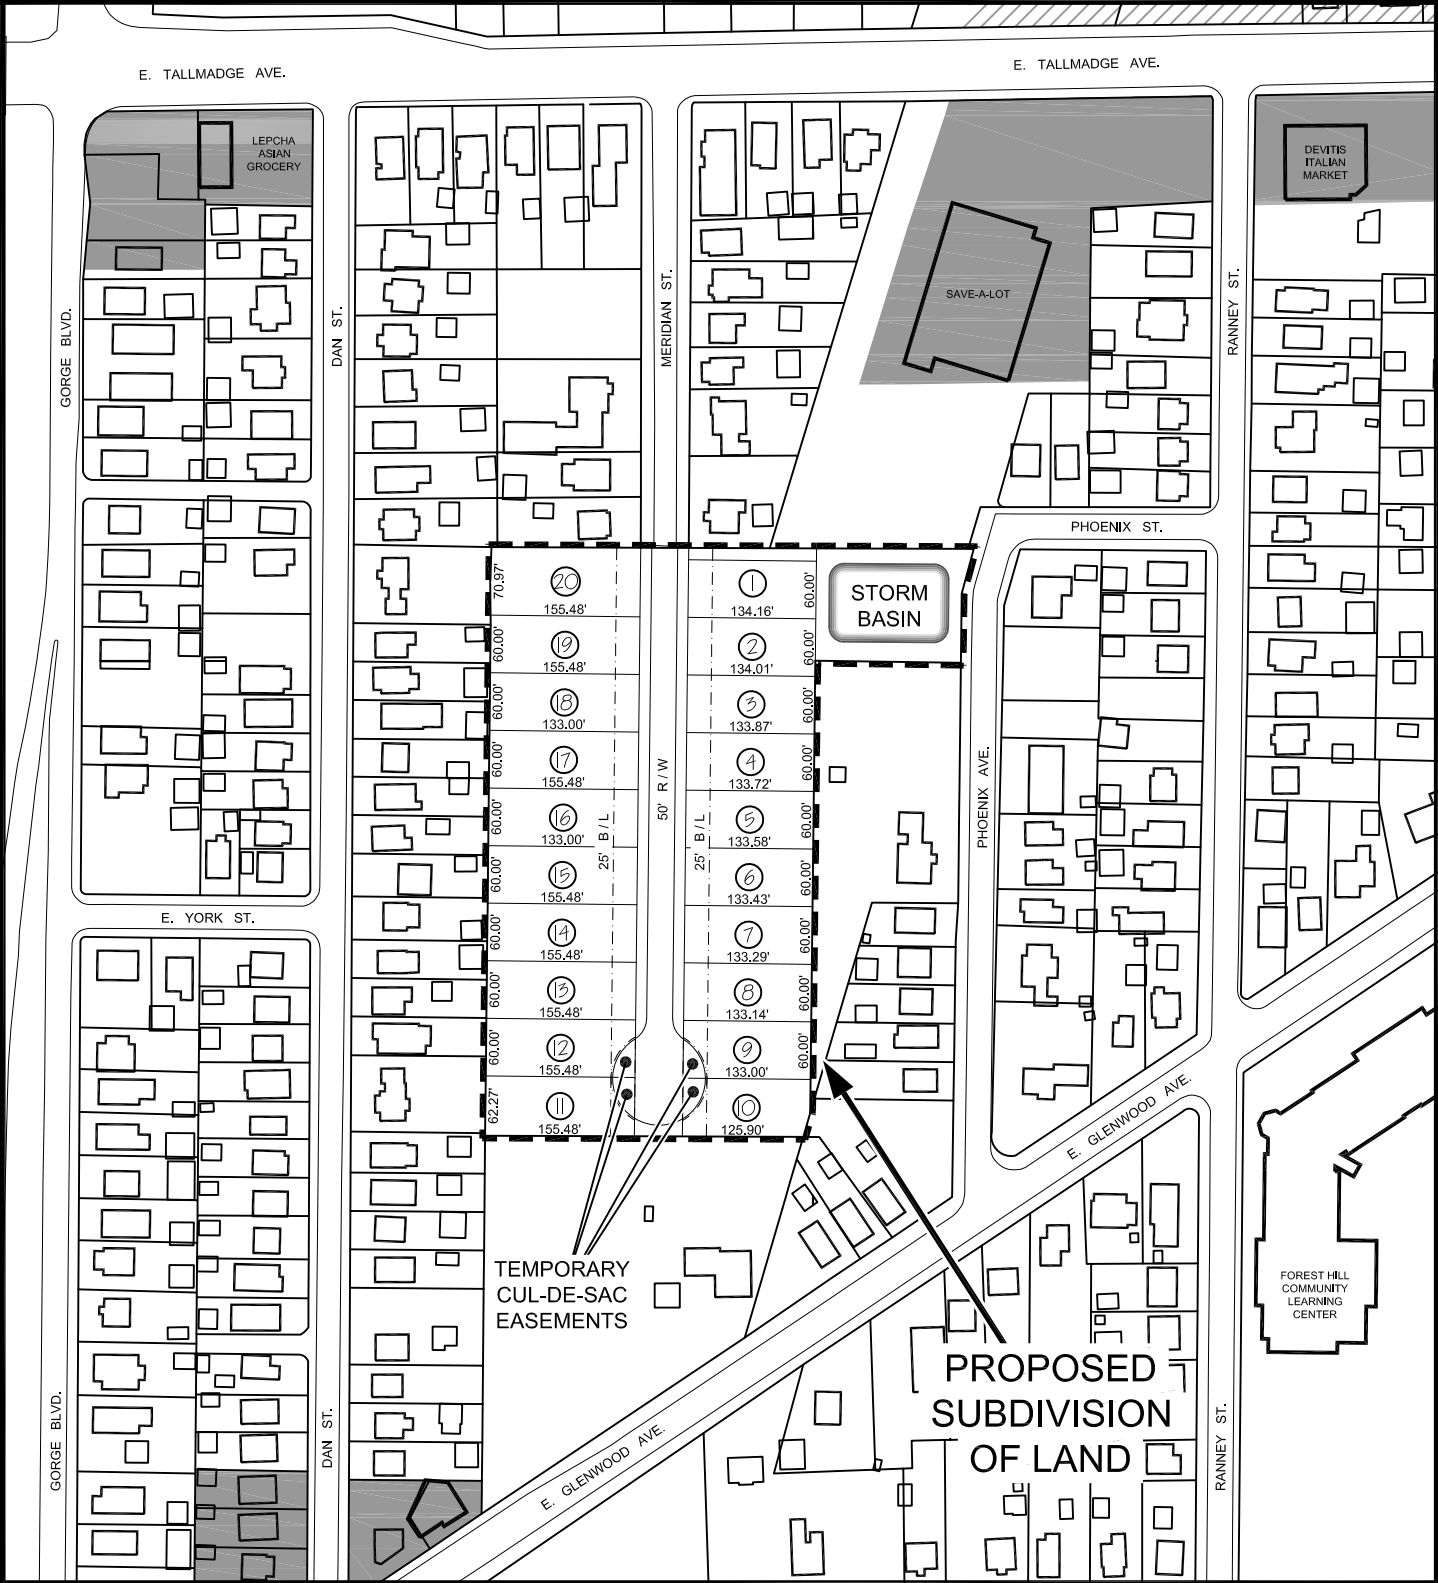 E. TALLMADGE AVE.
E. TALLMADGE AVE.
LEPCHA
ASIAN
GROCERY
DEVITIS
ITALIAN
MARKET
SAVE-A-LOT
GORGE BLVD.
DAN ST.
MERIDIAN ST.
RANNEY ST.
PHOENIX ST.
STORM
BASIN
70.97'
20
155.48'
1
134.16'
60.00'
60.00'
19
155.48'
2
134.01'
60.00'
60.00'
18
133.00'
3
133.87'
60.00'
60.00'
17
155.48'
4
133.72'
60.00'
60.00'
16
133.00'
5
133.58'
60.00'
60.00'
15
155.48'
6
133.43'
60.00'
60.00'
14
155.48'
7
133.29'
60.00'
60.00'
13
155.48'
8
133.14'
60.00'
60.00'
12
155.48'
9
133.00'
60.00'
62.27'
11
155.48'
10
125.90'
50' R / W
25' B / L
25' B / L
PHOENIX AVE.
E. YORK ST.
E. GLENWOOD AVE.
TEMPORARY
CUL-DE-SAC
EASEMENTS
FOREST HILL
COMMUNITY
LEARNING
CENTER
PROPOSED
SUBDIVISION
OF LAND
GORGE BLVD.
DAN ST.
E. GLENWOOD AVE.
RANNEY ST.